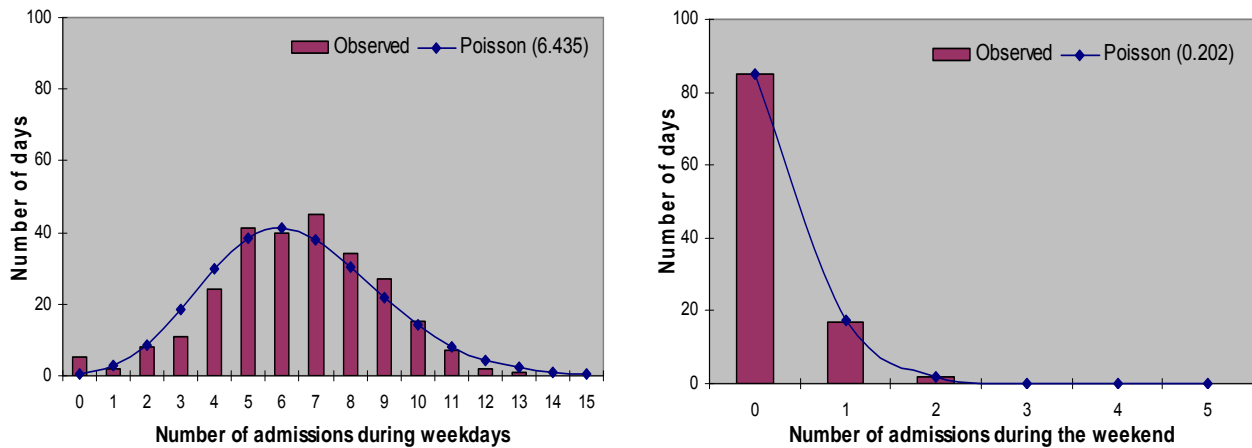 Number of days
100
80
60
40
20
0
Observed Poisson (6.435)
0 1 2 3 4 5 6 7 8 9 10 11 12 13 14 15
Number of admissions during weekdays
Number of days
100
80
60
40
20
0
Observed Poisson (0.202)
0 1 2 3 4 5
Number of admissions during the weekend